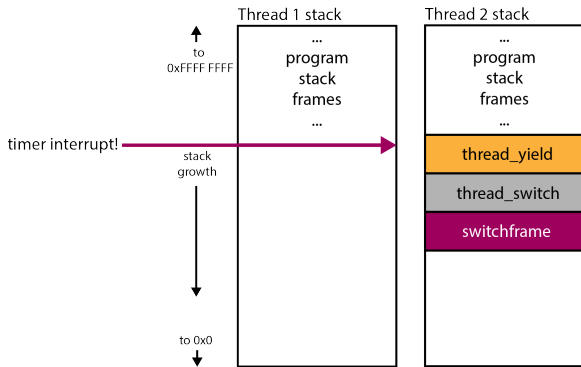 Thread 1 stack
Thread 2 stack
to
0xFFFF FFFF
...
program
stack
frames
...
...
program
stack
frames
...
timer interrupt!
stack
growth
thread_yield
thread_switch
switchframe
to 0x0